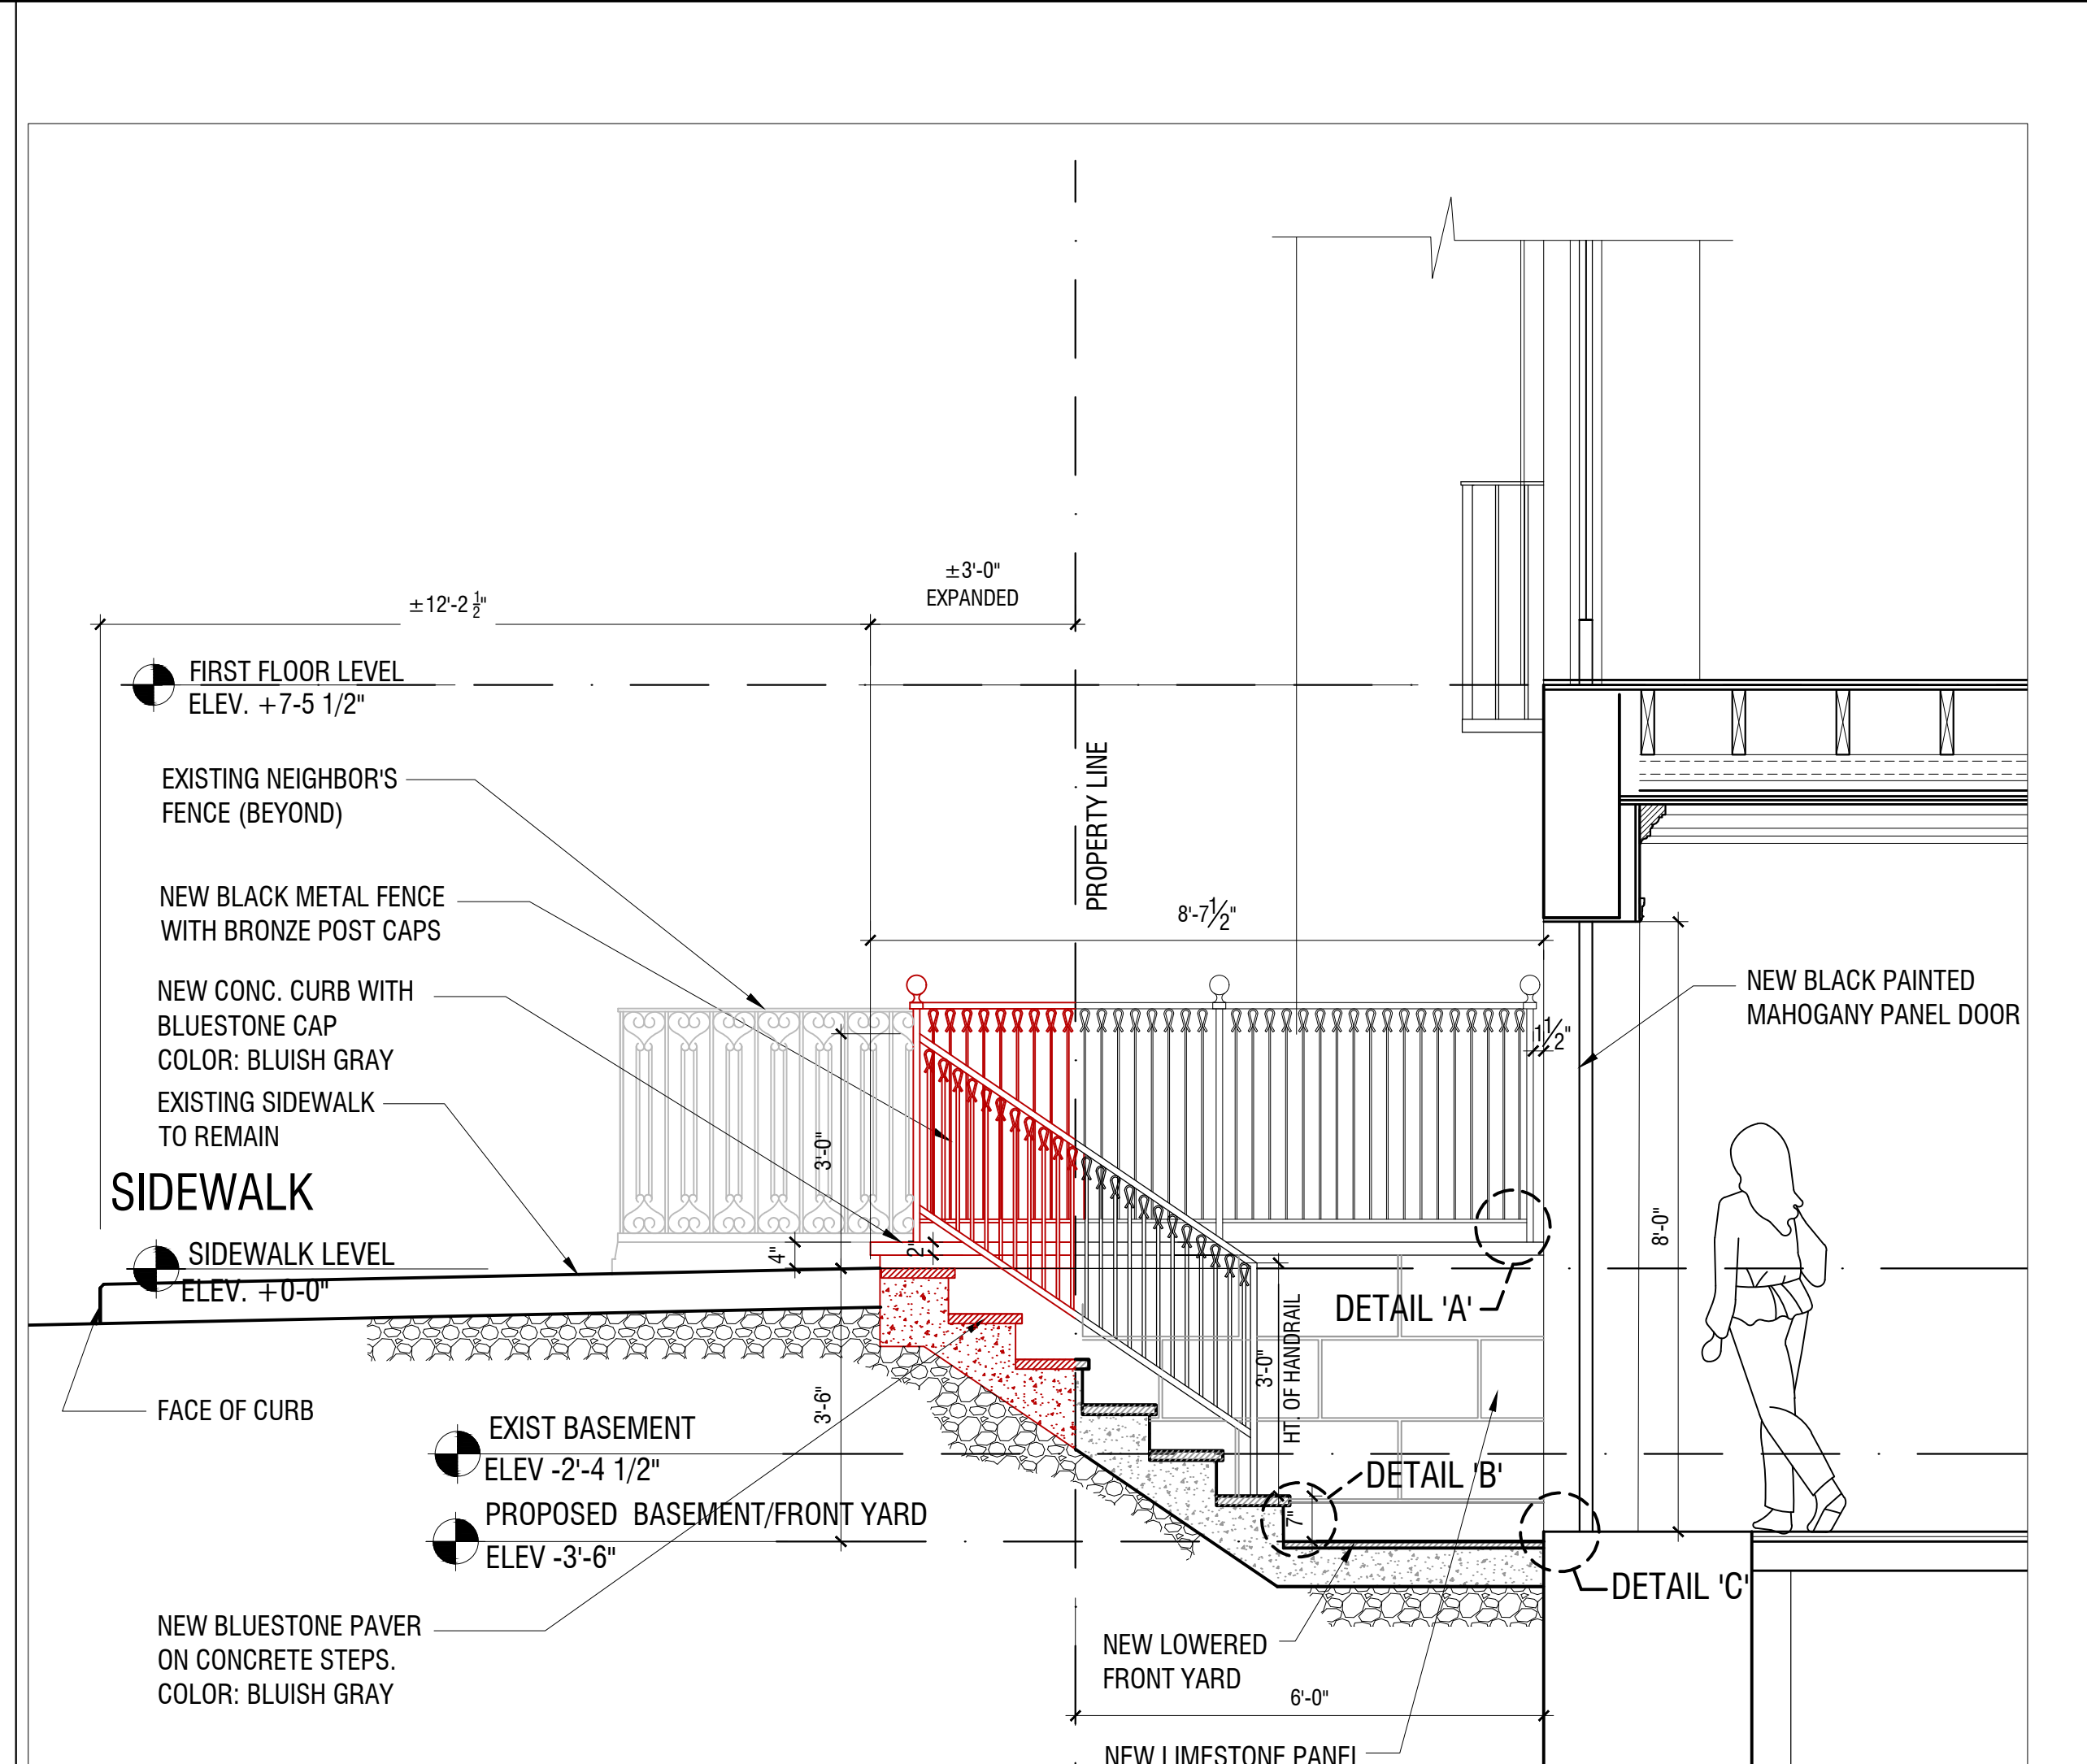 ±3'-0"
EXPANDED
±12'-2 1/2"
FIRST FLOOR LEVEL
ELEV. +7-5 1/2"
EXISTING NEIGHBOR'S
FENCE (BEYOND)
PROPERTY LINE
NEW BLACK METAL FENCE
WITH BRONZE POST CAPS
8'-7 1/2"
NEW CONC. CURB WITH
BLUESTONE CAP
COLOR: BLUISH GRAY
NEW BLACK PAINTED
MAHOGANY PANEL DOOR
1 1/2"
EXISTING SIDEWALK
TO REMAIN
3'-0"
SIDEWALK
8'-0"
SIDEWALK LEVEL
ELEV. +0-0"
4"
2"
DETAIL 'A'
3'-0"
HT. OF HANDRAIL
FACE OF CURB
3'-6"
EXIST BASEMENT
ELEV -2'-4 1/2"
DETAIL 'B'
PROPOSED BASEMENT/FRONT YARD
ELEV -3'-6"
7"
DETAIL 'C'
NEW BLUESTONE PAVER
ON CONCRETE STEPS.
COLOR: BLUISH GRAY
NEW LOWERED
FRONT YARD
6'-0"
NEW LIMESTONE PANEL